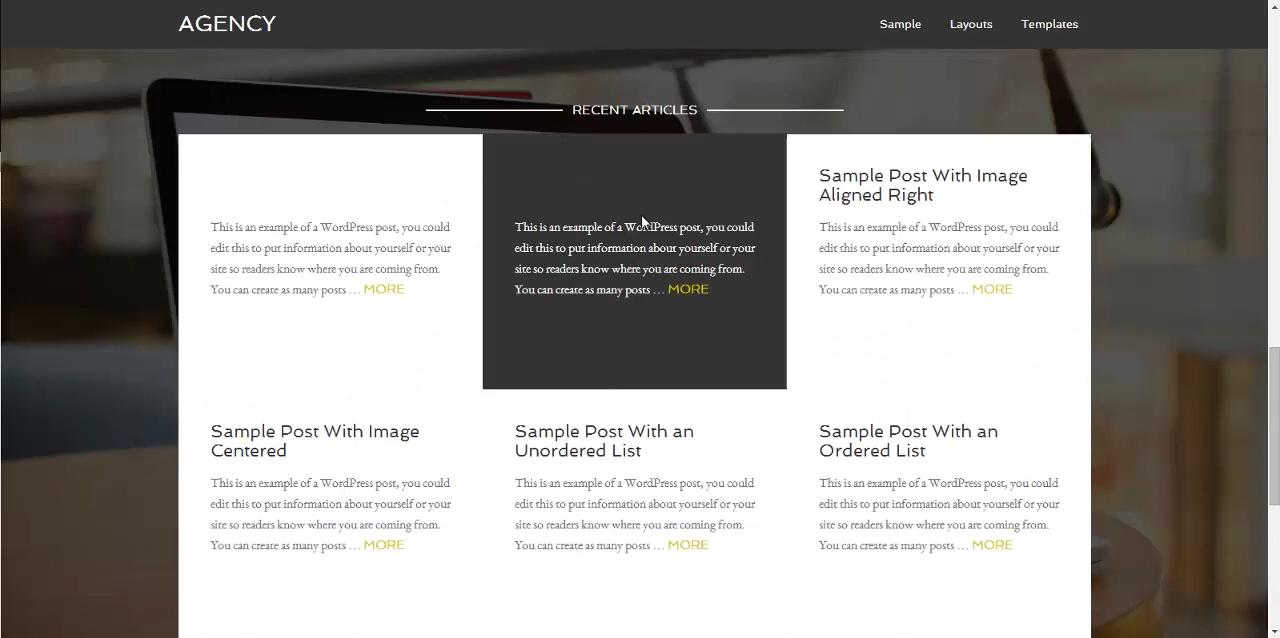 AGENCY
Sample Layouts Templates
RECENT ARTICLES
This is an example of a WordPress post, you could
edit this to put information about yourself or your
site so readers know where you are coming from.
You can create as many posts … MORE
This is an example of a WordPress post, you could
edit this to put information about yourself or your
site so readers know where you are coming from.
You can create as many posts … MORE
Sample Post With Image
Aligned Right
This is an example of a WordPress post, you could
edit this to put information about yourself or your
site so readers know where you are coming from.
You can create as many posts … MORE
Sample Post With Image
Centered
This is an example of a WordPress post, you could
edit this to put information about yourself or your
site so readers know where you are coming from.
You can create as many posts … MORE
Sample Post With an
Unordered List
This is an example of a WordPress post, you could
edit this to put information about yourself or your
site so readers know where you are coming from.
You can create as many posts … MORE
Sample Post With an
Ordered List
This is an example of a WordPress post, you could
edit this to put information about yourself or your
site so readers know where you are coming from.
You can create as many posts … MORE